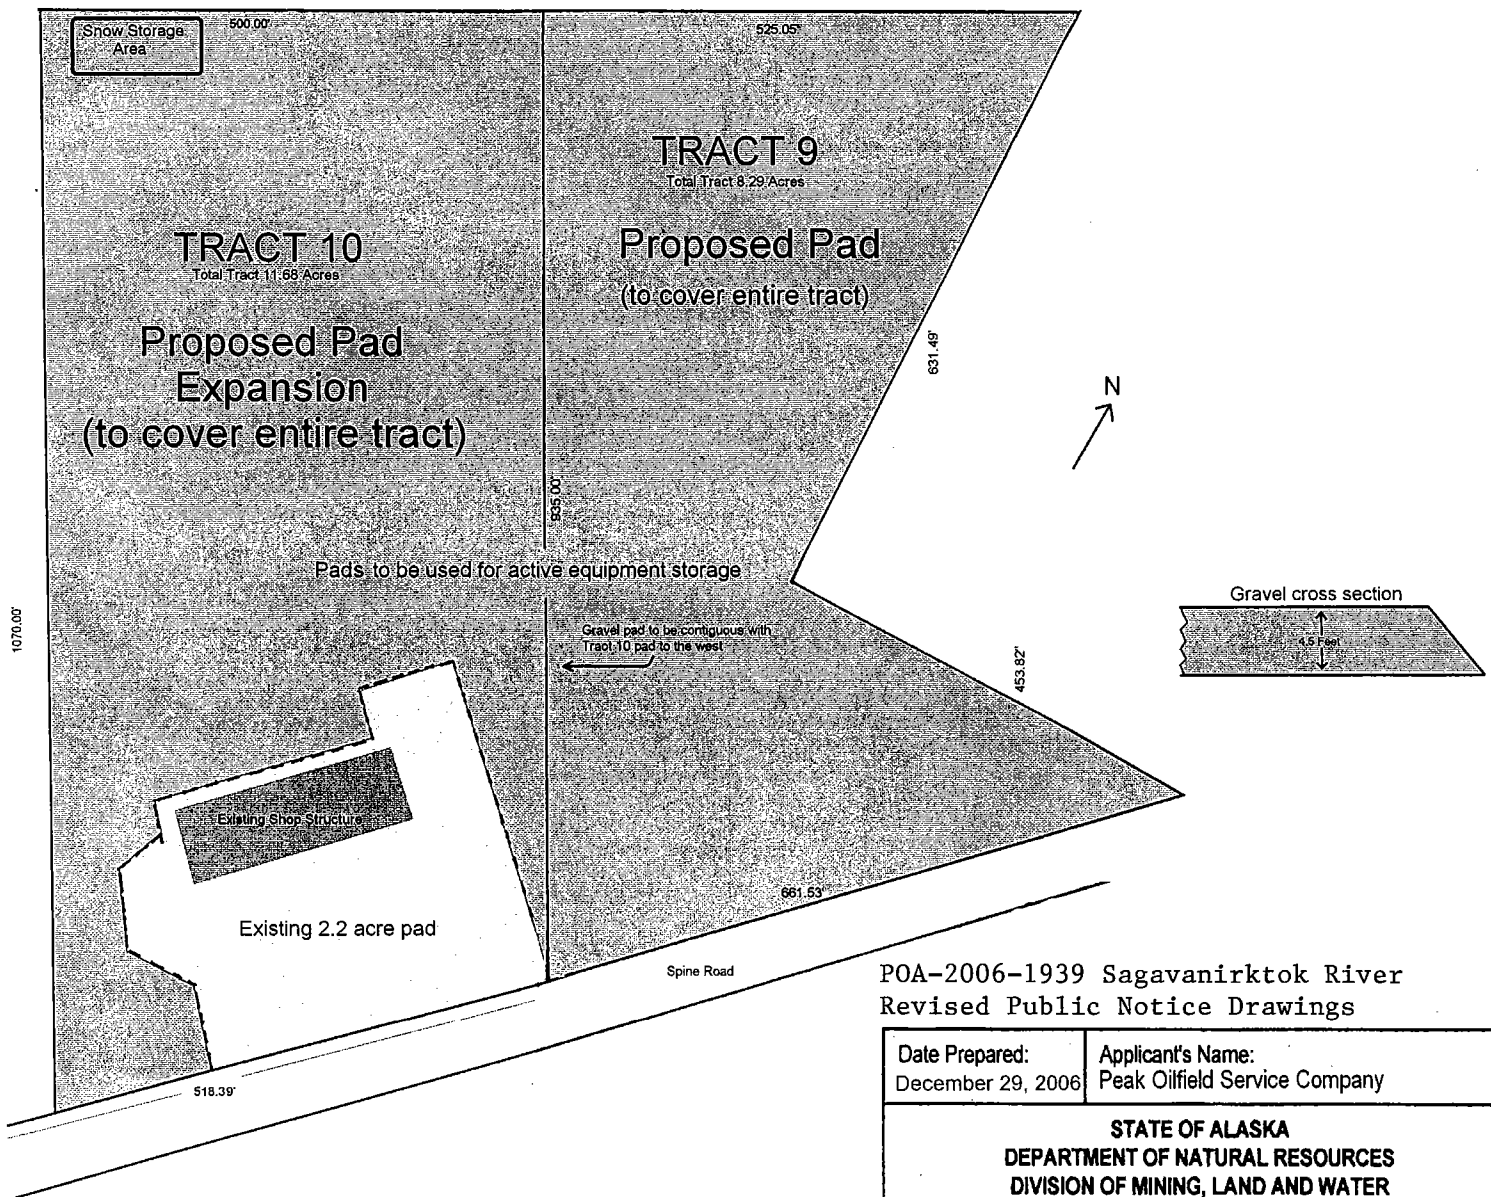 Snow Storage
Area
500.00'
525.05'
TRACT 9
Total Tract 8.29 Acres
Proposed Pad
(to cover entire tract)
TRACT 10
Total Tract 11.68 Acres
Proposed Pad
Expansion
(to cover entire tract)
631.49'
N
935.00'
Pads to be used for active equipment storage
Gravel cross section
4.5 Feet
1070.00'
Gravel pad to be contiguous with
Tract 10 pad to the west
453.82'
Existing Shop Structure
661.53'
Existing 2.2 acre pad
Spine Road
518.39'
POA-2006-1939 Sagavanirktok River
Revised Public Notice Drawings
Date Prepared:
December 29, 2006
Applicant's Name:
Peak Oilfield Service Company
STATE OF ALASKA
DEPARTMENT OF NATURAL RESOURCES
DIVISION OF MINING, LAND AND WATER